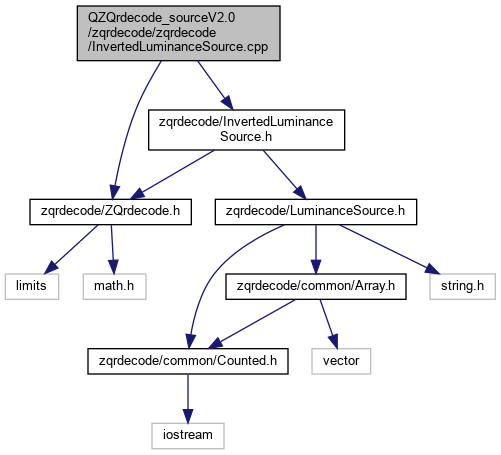 QZQrdecode_sourceV2.0
/zqrdecode/zqrdecode
/InvertedLuminanceSource.cpp
zqrdecode/InvertedLuminance
Source.h
zqrdecode/ZQrdecode.h
zqrdecode/LuminanceSource.h
limits
math.h
zqrdecode/common/Array.h
string.h
zqrdecode/common/Counted.h
vector
iostream